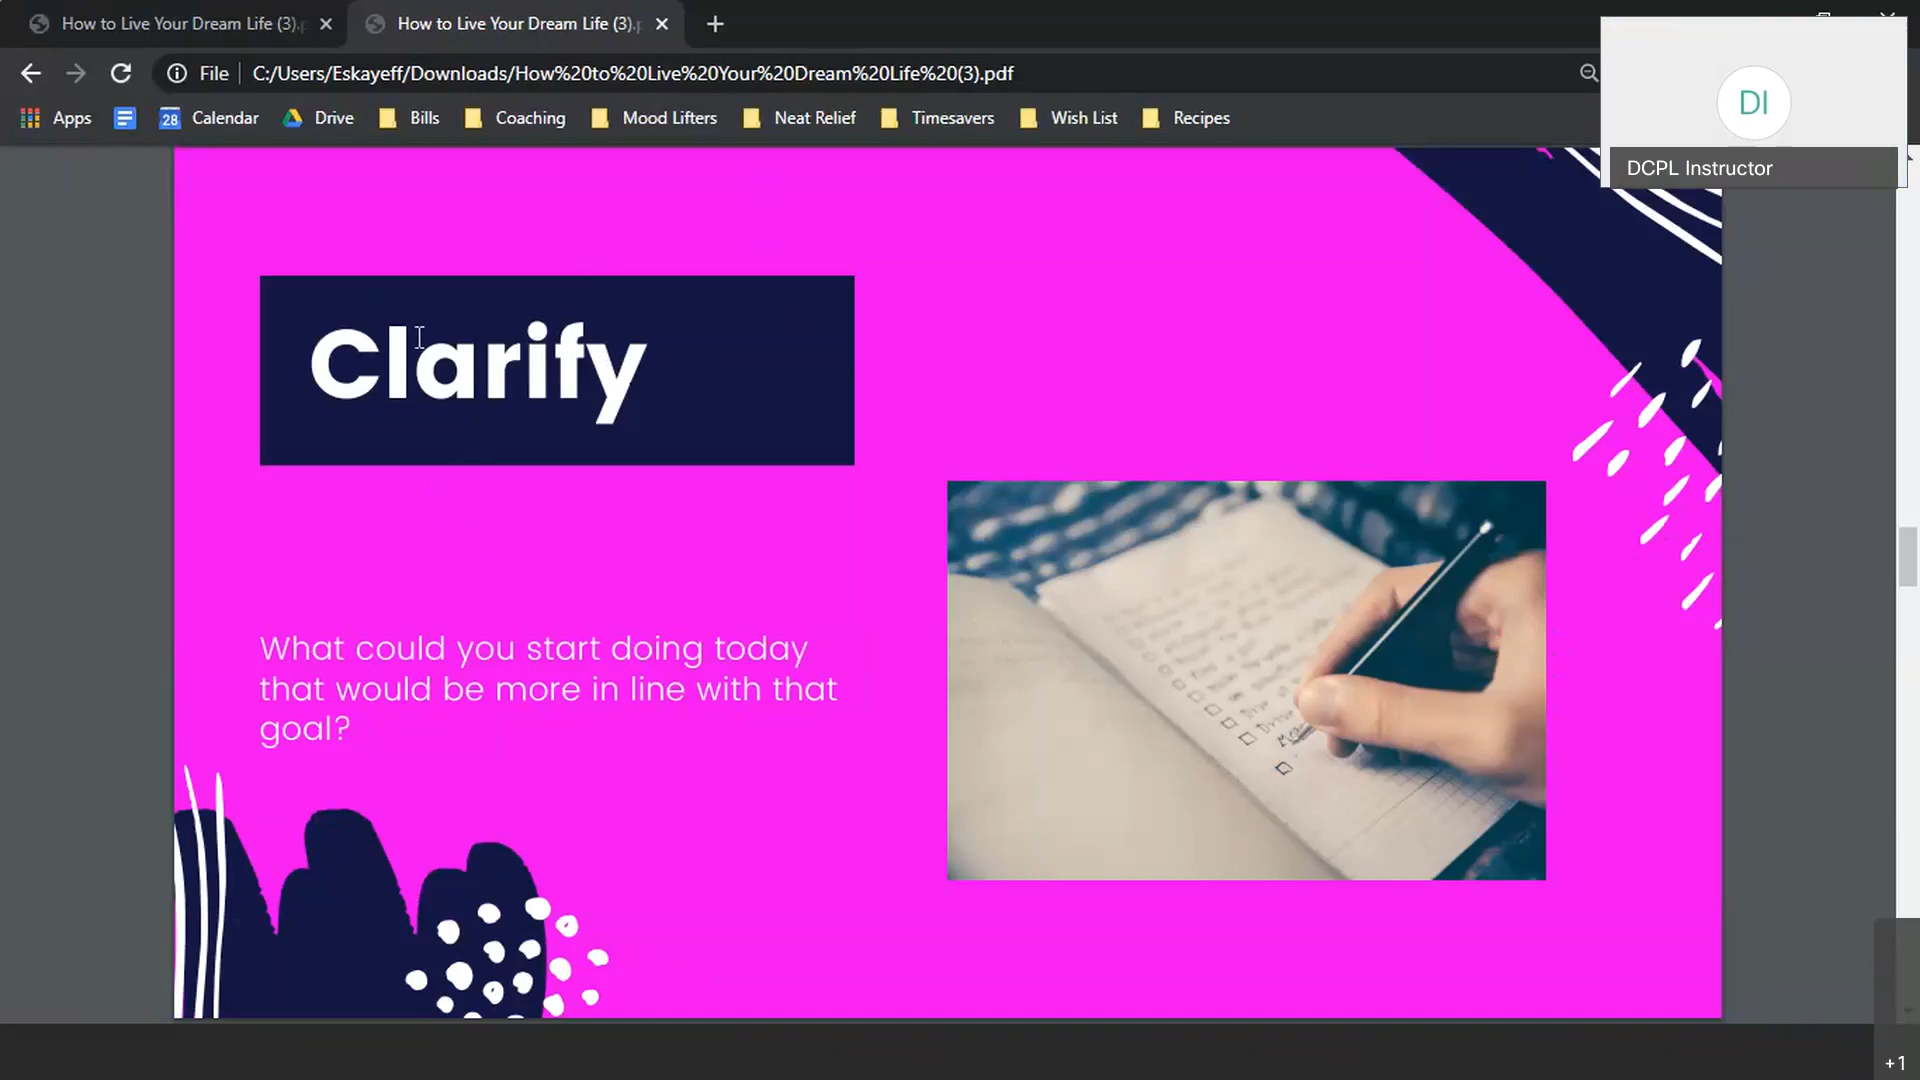 How to Live Your Dream Life (3).
How to Live Your Dream Life (3).
File
C:/Users/Eskayeff/Downloads/How%20to%20Live%20Your%20Dream%20Life%20(3).pdf
Apps
28
Calendar
Drive
Bills
Coaching
Mood Lifters
Neat Relief
Timesavers
Wish List
Recipes
DI
DCPL Instructor
Clarify
What could you start doing today
that would be more in line with that
goal?
+1